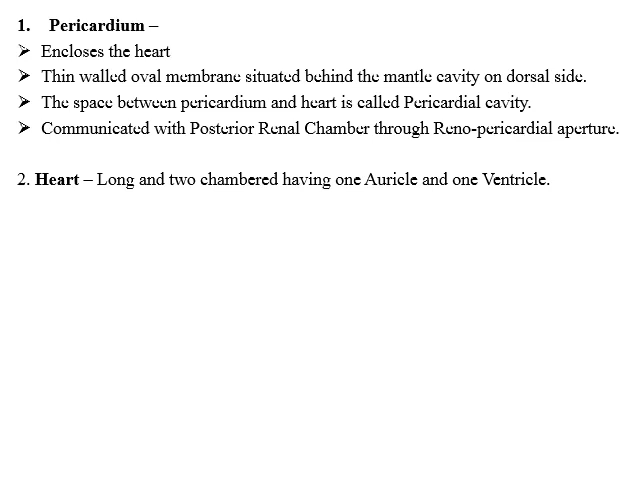 1. Pericardium –
➢ Encloses the heart
➢ Thin walled oval membrane situated behind the mantle cavity on dorsal side.
➢ The space between pericardium and heart is called Pericardial cavity.
➢ Communicated with Posterior Renal Chamber through Reno-pericardial aperture.
2. Heart – Long and two chambered having one Auricle and one Ventricle.